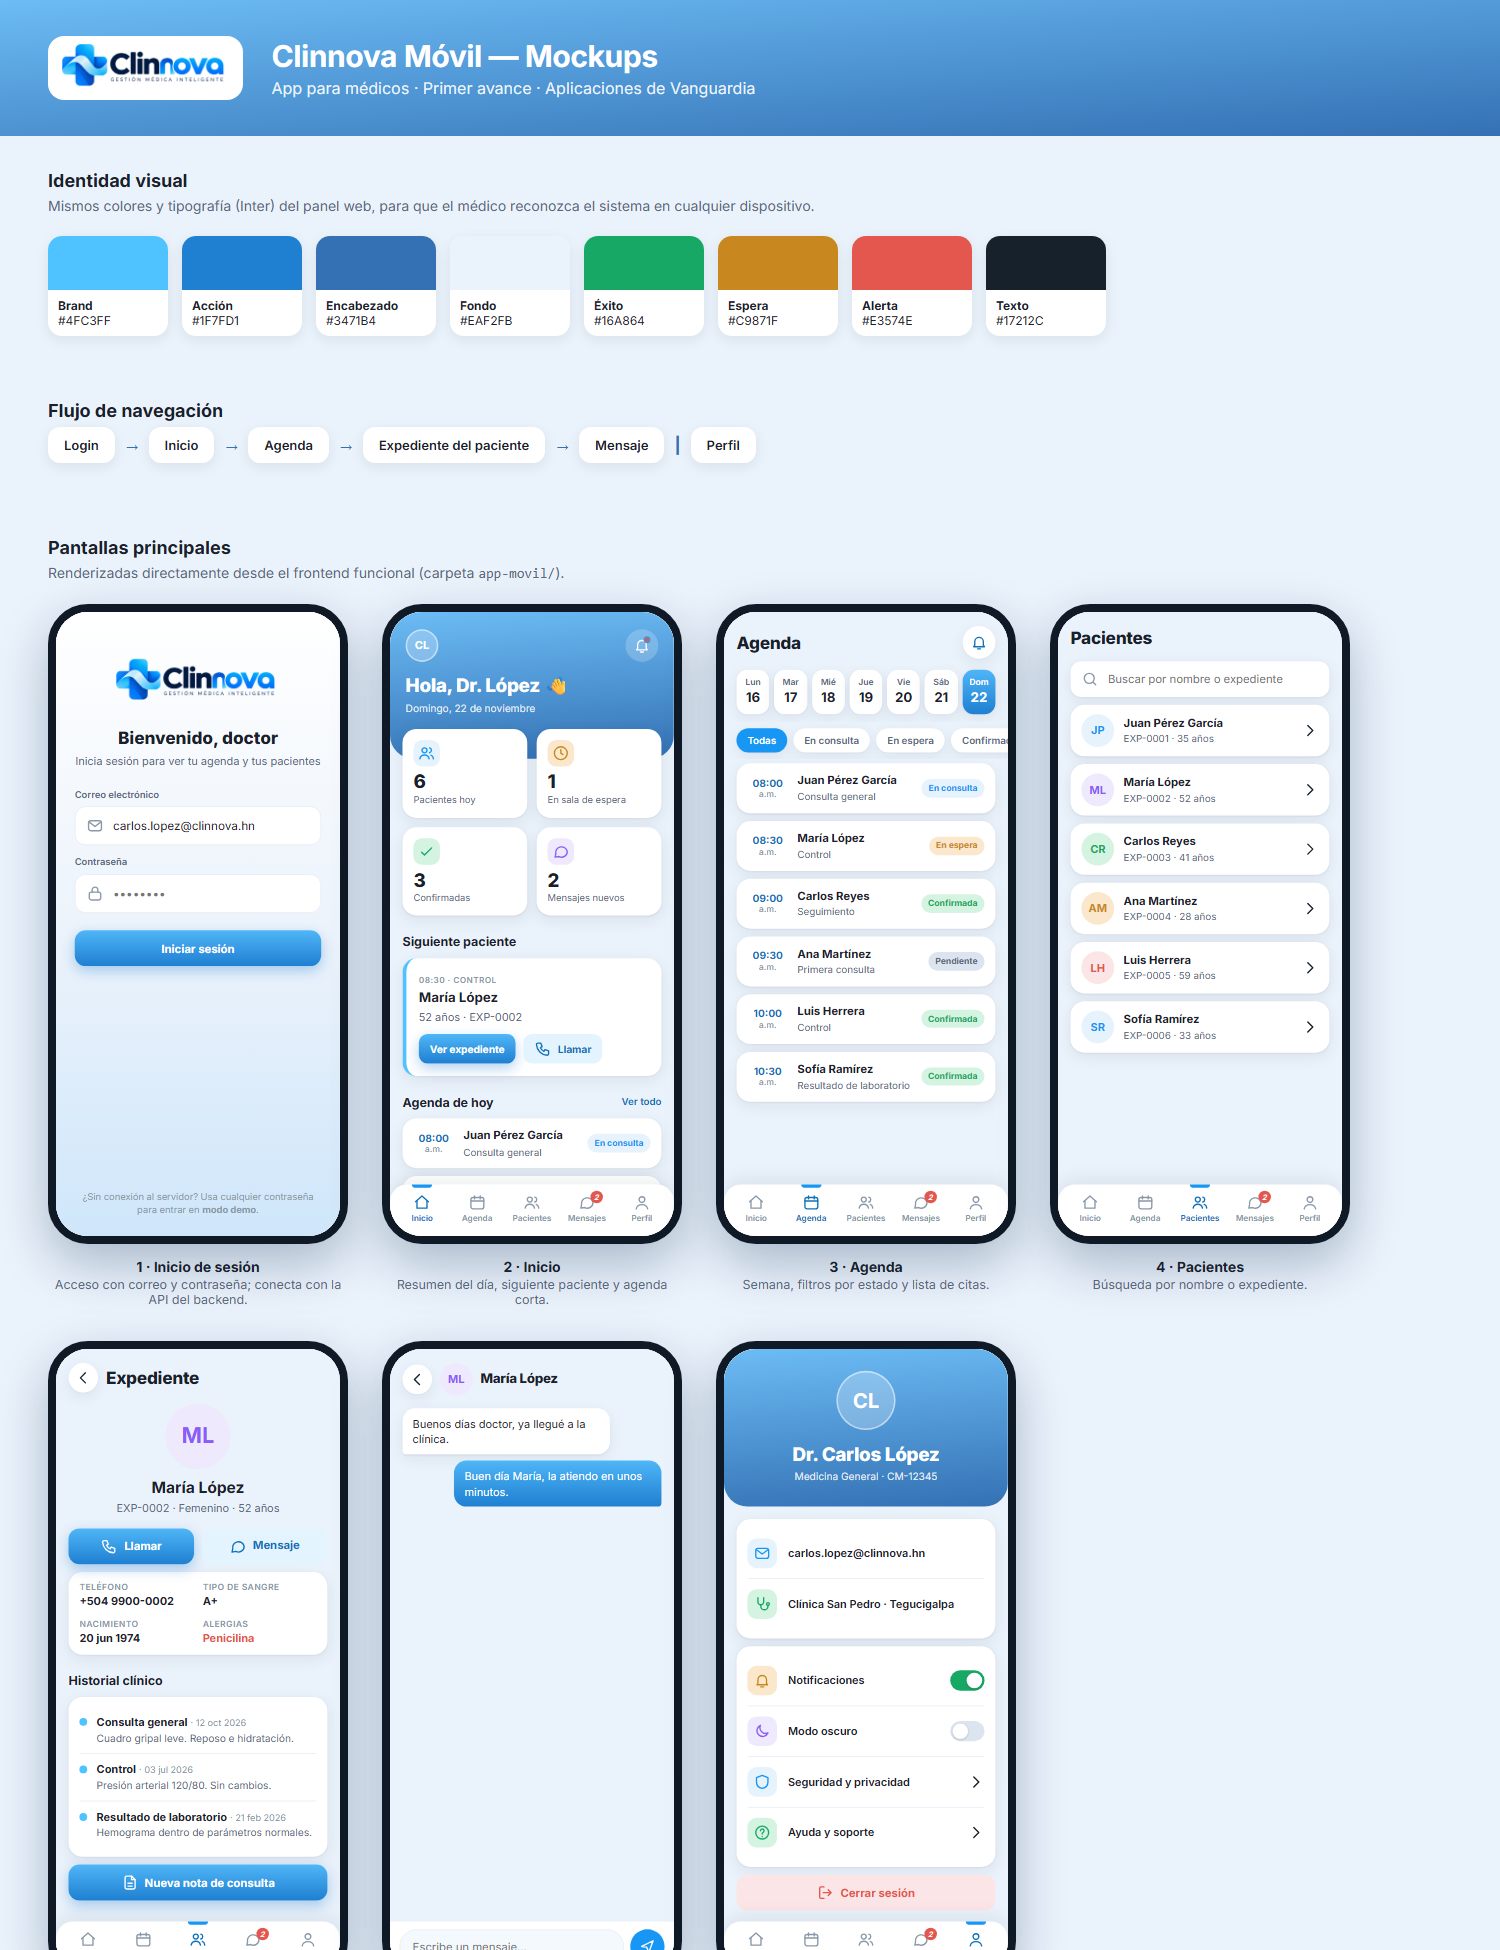 Clinnova
GESTIÓN MÉDICA INTELIGENTE
Clinnova Móvil — Mockups
App para médicos · Primer avance · Aplicaciones de Vanguardia
Identidad visual
Mismos colores y tipografía (Inter) del panel web, para que el médico reconozca el sistema en cualquier dispositivo.
Brand
#4FC3FF
Acción
#1F7FD1
Encabezado
#3471B4
Fondo
#EAF2FB
Éxito
#16A864
Espera
#C9871F
Alerta
#E3574E
Texto
#17212C
Flujo de navegación
Login → Inicio → Agenda → Expediente del paciente → Mensaje | Perfil
Pantallas principales
Renderizadas directamente desde el frontend funcional (carpeta app-movil/).
Clinnova
GESTIÓN MÉDICA INTELIGENTE
Bienvenido, doctor
Inicia sesión para ver tu agenda y tus pacientes
Correo electrónico
carlos.lopez@clinnova.hn
Contraseña
••••••••
Iniciar sesión
¿Sin conexión al servidor? Usa cualquier contraseña
para entrar en modo demo.
1 · Inicio de sesión
Acceso con correo y contraseña; conecta con la
API del backend.
CL
Hola, Dr. López 👋
Domingo, 22 de noviembre
6
Pacientes hoy
1
En sala de espera
3
Confirmadas
2
Mensajes nuevos
Siguiente paciente
08:30 · CONTROL
María López
52 años · EXP-0002
Ver expediente
Llamar
Agenda de hoy
Ver todo
08:00
a.m.
Juan Pérez García
Consulta general
En consulta
2
Inicio Agenda Pacientes Mensajes Perfil
2 · Inicio
Resumen del día, siguiente paciente y agenda
corta.
Agenda
Lun Mar Mié Jue Vie Sáb Dom
16 17 18 19 20 21 22
Todas En consulta En espera Confirma
08:00
a.m.
Juan Pérez García
Consulta general
En consulta
08:30
a.m.
María López
Control
En espera
09:00
a.m.
Carlos Reyes
Seguimiento
Confirmada
09:30
a.m.
Ana Martínez
Primera consulta
Pendiente
10:00
a.m.
Luis Herrera
Control
Confirmada
10:30
a.m.
Sofía Ramírez
Resultado de laboratorio
Confirmada
2
Inicio Agenda Pacientes Mensajes Perfil
3 · Agenda
Semana, filtros por estado y lista de citas.
Pacientes
Buscar por nombre o expediente
JP
Juan Pérez García
EXP-0001 · 35 años
ML
María López
EXP-0002 · 52 años
CR
Carlos Reyes
EXP-0003 · 41 años
AM
Ana Martínez
EXP-0004 · 28 años
LH
Luis Herrera
EXP-0005 · 59 años
SR
Sofía Ramírez
EXP-0006 · 33 años
2
Inicio Agenda Pacientes Mensajes Perfil
4 · Pacientes
Búsqueda por nombre o expediente.
Expediente
ML
María López
EXP-0002 · Femenino · 52 años
Llamar
Mensaje
TELÉFONO
+504 9900-0002
TIPO DE SANGRE
A+
NACIMIENTO
20 jun 1974
ALERGIAS
Penicilina
Historial clínico
Consulta general · 12 oct 2026
Cuadro gripal leve. Reposo e hidratación.
Control · 03 jul 2026
Presión arterial 120/80. Sin cambios.
Resultado de laboratorio · 21 feb 2026
Hemograma dentro de parámetros normales.
Nueva nota de consulta
2
ML
María López
Buenos días doctor, ya llegué a la
clínica.
Buen día María, la atiendo en unos
minutos.
Escribe un mensaje...
CL
Dr. Carlos López
Medicina General · CM-12345
carlos.lopez@clinnova.hn
Clínica San Pedro · Tegucigalpa
Notificaciones
Modo oscuro
Seguridad y privacidad
Ayuda y soporte
Cerrar sesión
2